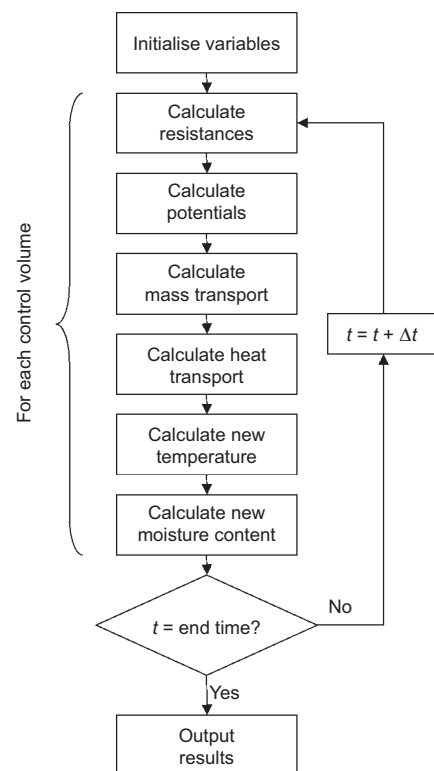 Initialise variables
Calculate
resistances
Calculate
potentials
Calculate
mass transport
Calculate heat
transport
Calculate new
temperature
Calculate new
moisture content
For each control volume
t = t + Δt
t = end time?
No
Yes
Output
results